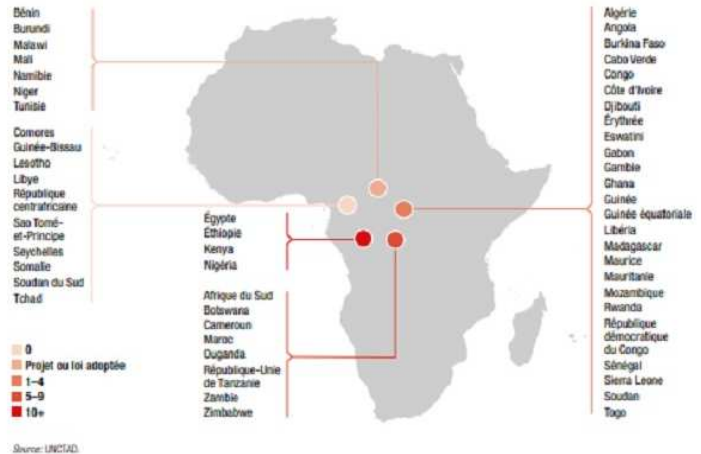 Bénin
Burundi
Malawi
Mali
Namibie
Niger
Tunisie
Comores
Guinée-Bissau
Lesotho
Libye
République
centrafricaine
Sao Tomé-
et-Principe
Seychelles
Somalie
Soudan du Sud
Tchad
0
Projet ou loi adoptée
1–4
5–9
10+
Égypte
Éthiopie
Kenya
Nigéria
Afrique du Sud
Botswana
Cameroun
Maroc
Ouganda
République-Unie
de Tanzanie
Zambie
Zimbabwe
Algérie
Angola
Burkina Faso
Cabo Verde
Congo
Côte d'Ivoire
Djibouti
Érythrée
Eswatini
Gabon
Gambie
Ghana
Guinée
Guinée équatoriale
Libéria
Madagascar
Maurice
Mauritanie
Mozambique
Rwanda
République
démocratique
du Congo
Sénégal
Sierra Leone
Soudan
Togo
Source: UNCTAD.